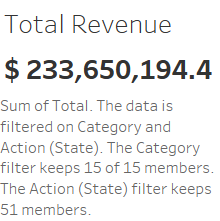 Total Revenue
$ 233,650,194.4
Sum of Total. The data is
filtered on Category and
Action (State). The Category
filter keeps 15 of 15 members.
The Action (State) filter keeps
51 members.